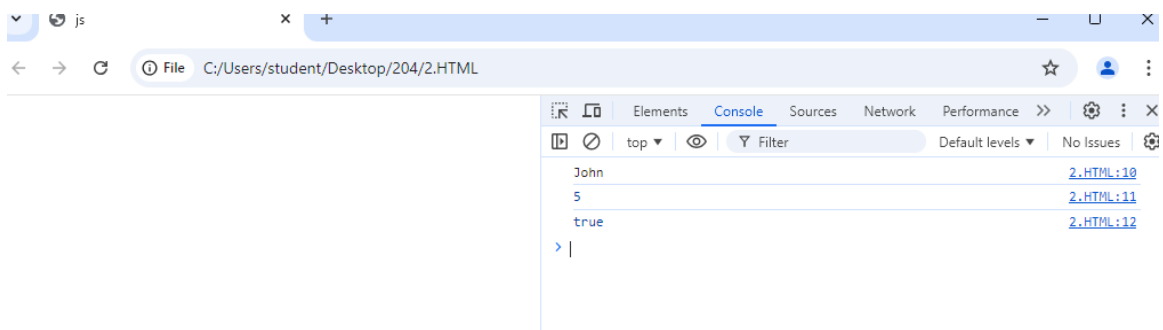 js
File C:/Users/student/Desktop/204/2.HTML
Elements Console Sources Network Performance
top Filter Default levels No Issues
John 2.HTML:10
5 2.HTML:11
true 2.HTML:12